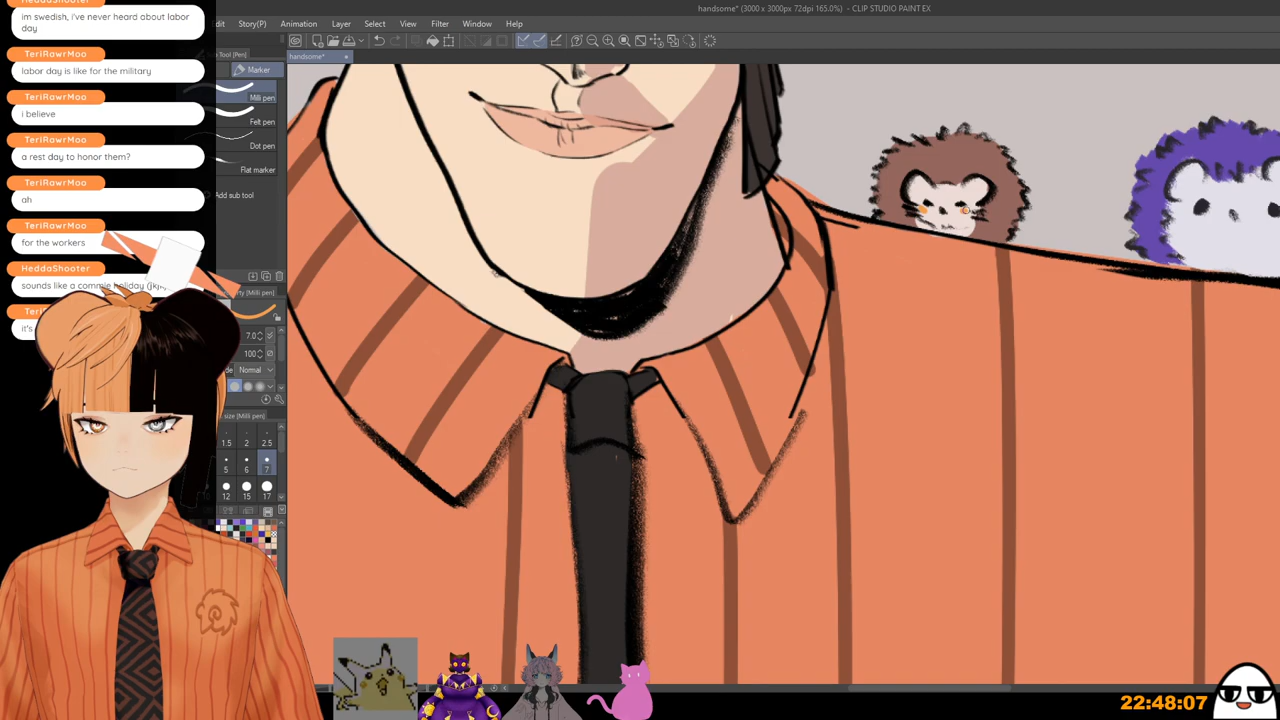 HeddaShooter
im swedish, i've never heard about labor
day
TeriRawrMoo
labor day is like for the military
TeriRawrMoo
i believe
TeriRawrMoo
a rest day to honor them?
TeriRawrMoo
ah
TeriRawrMoo
for the workers
HeddaShooter
sounds like a commie holiday (jkjk
it's
handsome* (3000 x 3000px 72dpi 165.0%) - CLIP STUDIO PAINT EX
Edit Story(P) Animation Layer Select View Filter Window Help
handsome*
Tool [Pen]
Marker
Milli pen
Felt pen
Dot pen
Flat marker
Add sub tool
[Milli pen]
7.0
100
Normal
size [Milli pen]
1.5 2 2.5
5 6 7
12 15 17
22:48:07